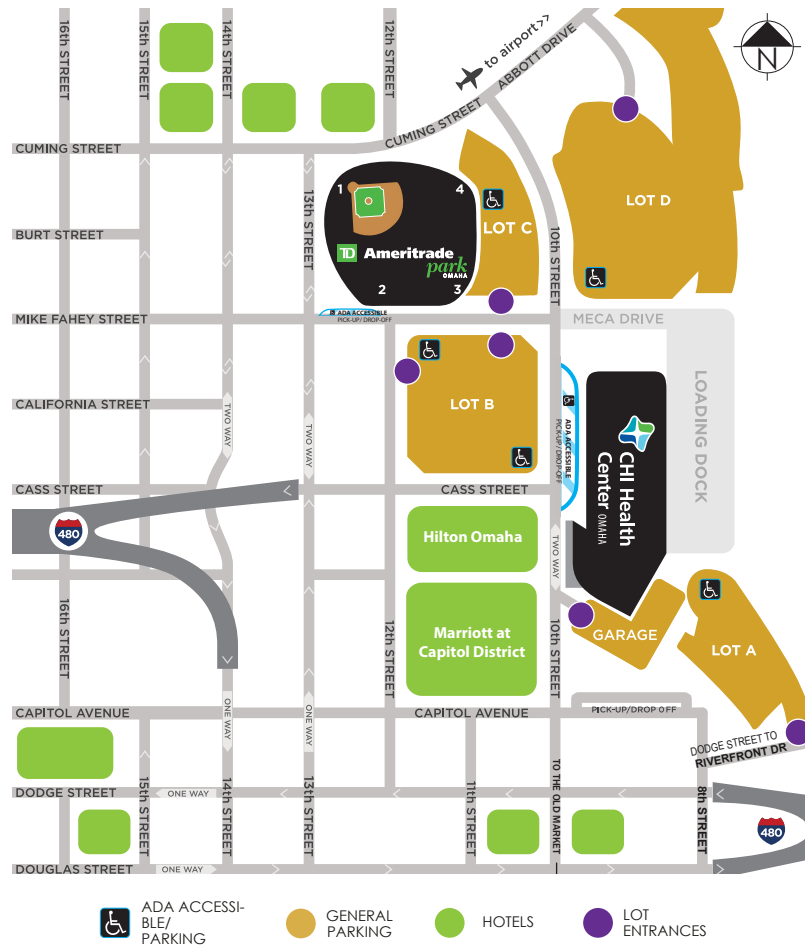 16th STREET
15th STREET
14th STREET
12th STREET
to airport>>
ABBOTT DRIVE
CUMING STREET
N
CUMING STREET
13th STREET
1
4
LOT C
LOT D
BURT STREET
TD Ameritrade
park
OMAHA
2
3
10th STREET
MIKE FAHEY STREET
ADA ACCESSIBLE
PICK-UP/ DROP-OFF
MECA DRIVE
LOADING DOCK
CALIFORNIA STREET
TWO WAY
TWO WAY
LOT B
ADA ACCESSIBLE
PICK-UP/ DROP-OFF
CHI Health
Center OMAHA
CASS STREET
CASS STREET
480
Hilton Omaha
TWO WAY
16th STREET
12th STREET
Marriott at
Capitol District
10th STREET
GARAGE
LOT A
CAPITOL AVENUE
ONE WAY
ONE WAY
CAPITOL AVENUE
PICK-UP/DROP OFF
DODGE STREET TO
RIVERFRONT DR
15th STREET
14th STREET
13th STREET
11th STREET
TO THE OLD MARKET
8th STREET
DODGE STREET
ONE WAY
480
DOUGLAS STREET
ONE WAY
ADA ACCESSI-
BLE/
PARKING
GENERAL
PARKING
HOTELS
LOT
ENTRANCES